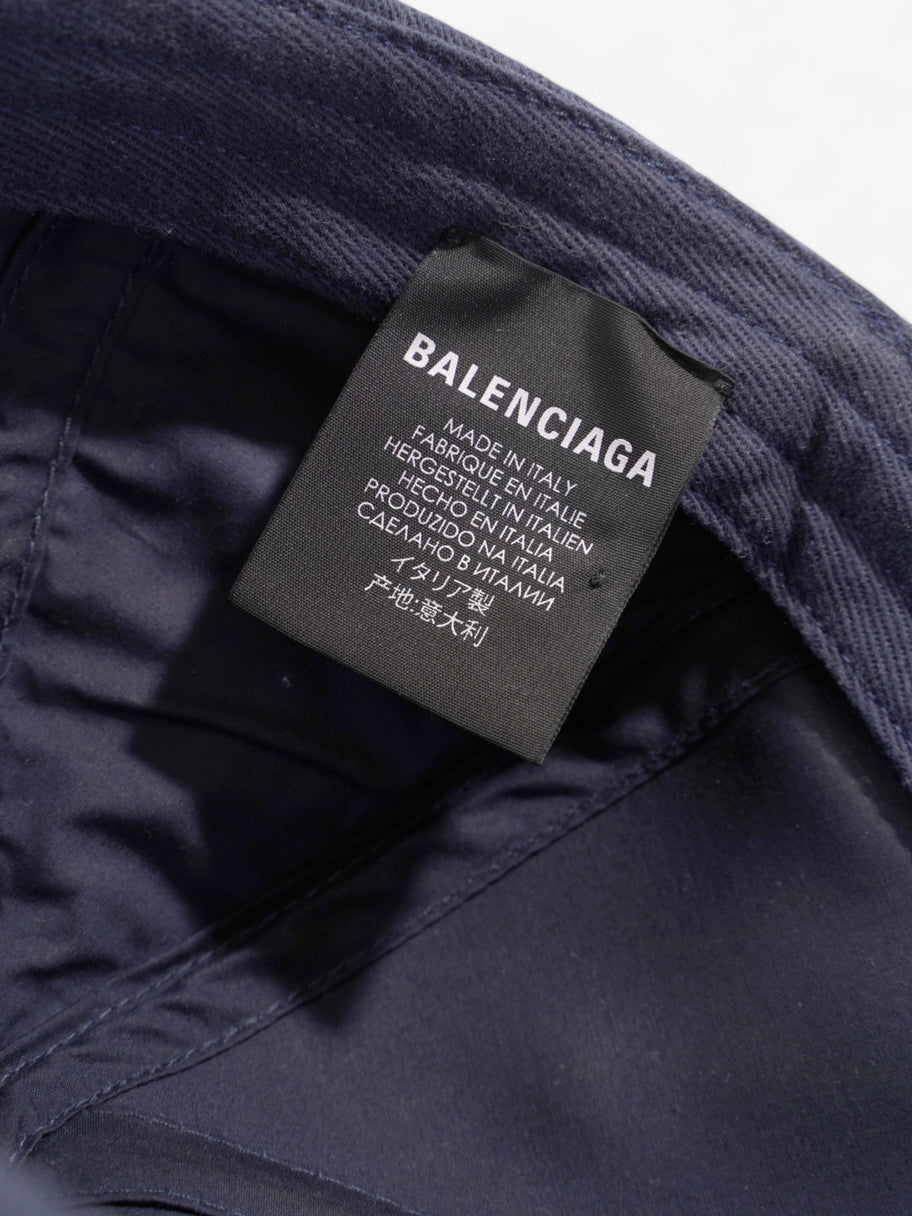 BALENCIAGA
MADE IN ITALY
FABRIQUE EN ITALIE
HERGESTELLT IN ITALIEN
HECHO EN ITALIA
PRODUZIDO NA ITALIA
СДЕЛАНО В ИТАЛИИ
イタリア製
产地:意大利